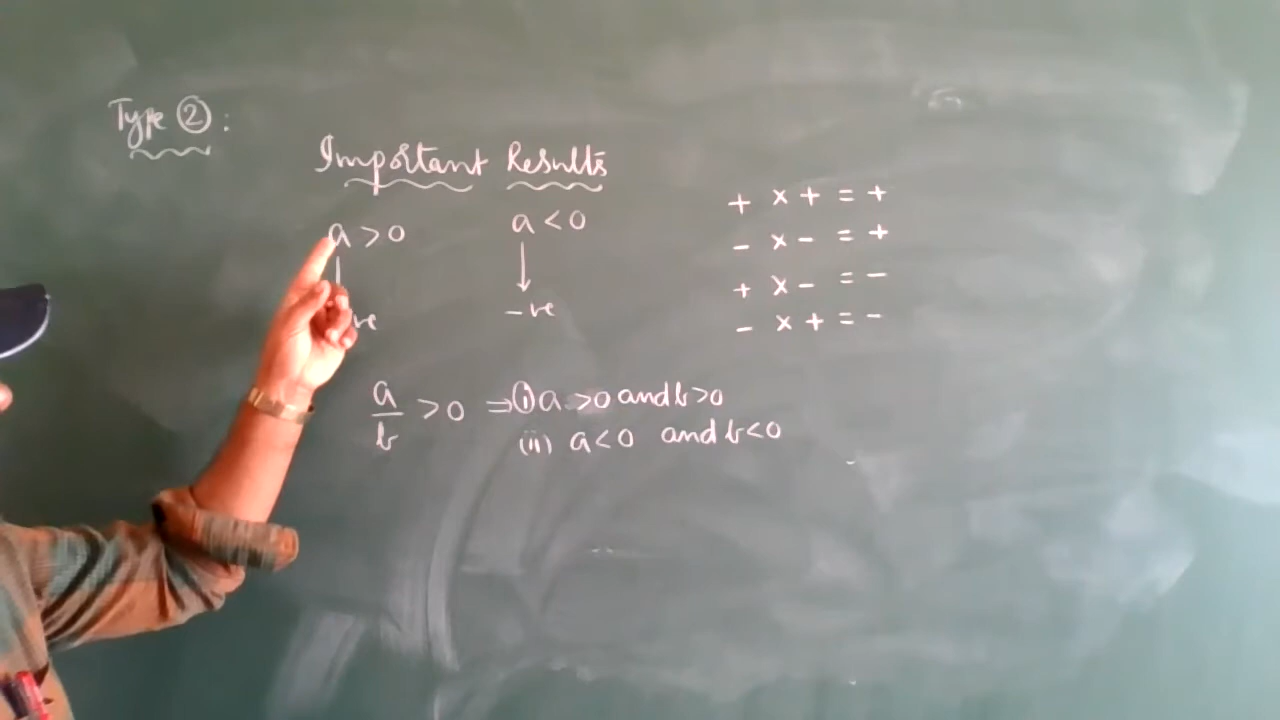 Type ② :
Important Results
a > 0
a < 0
ve
- ve
+ × + = +
- × - = +
+ × - = -
- × + = -
a/b > 0 ⇒ (i) a > 0 and b > 0
(ii) a < 0 and b < 0